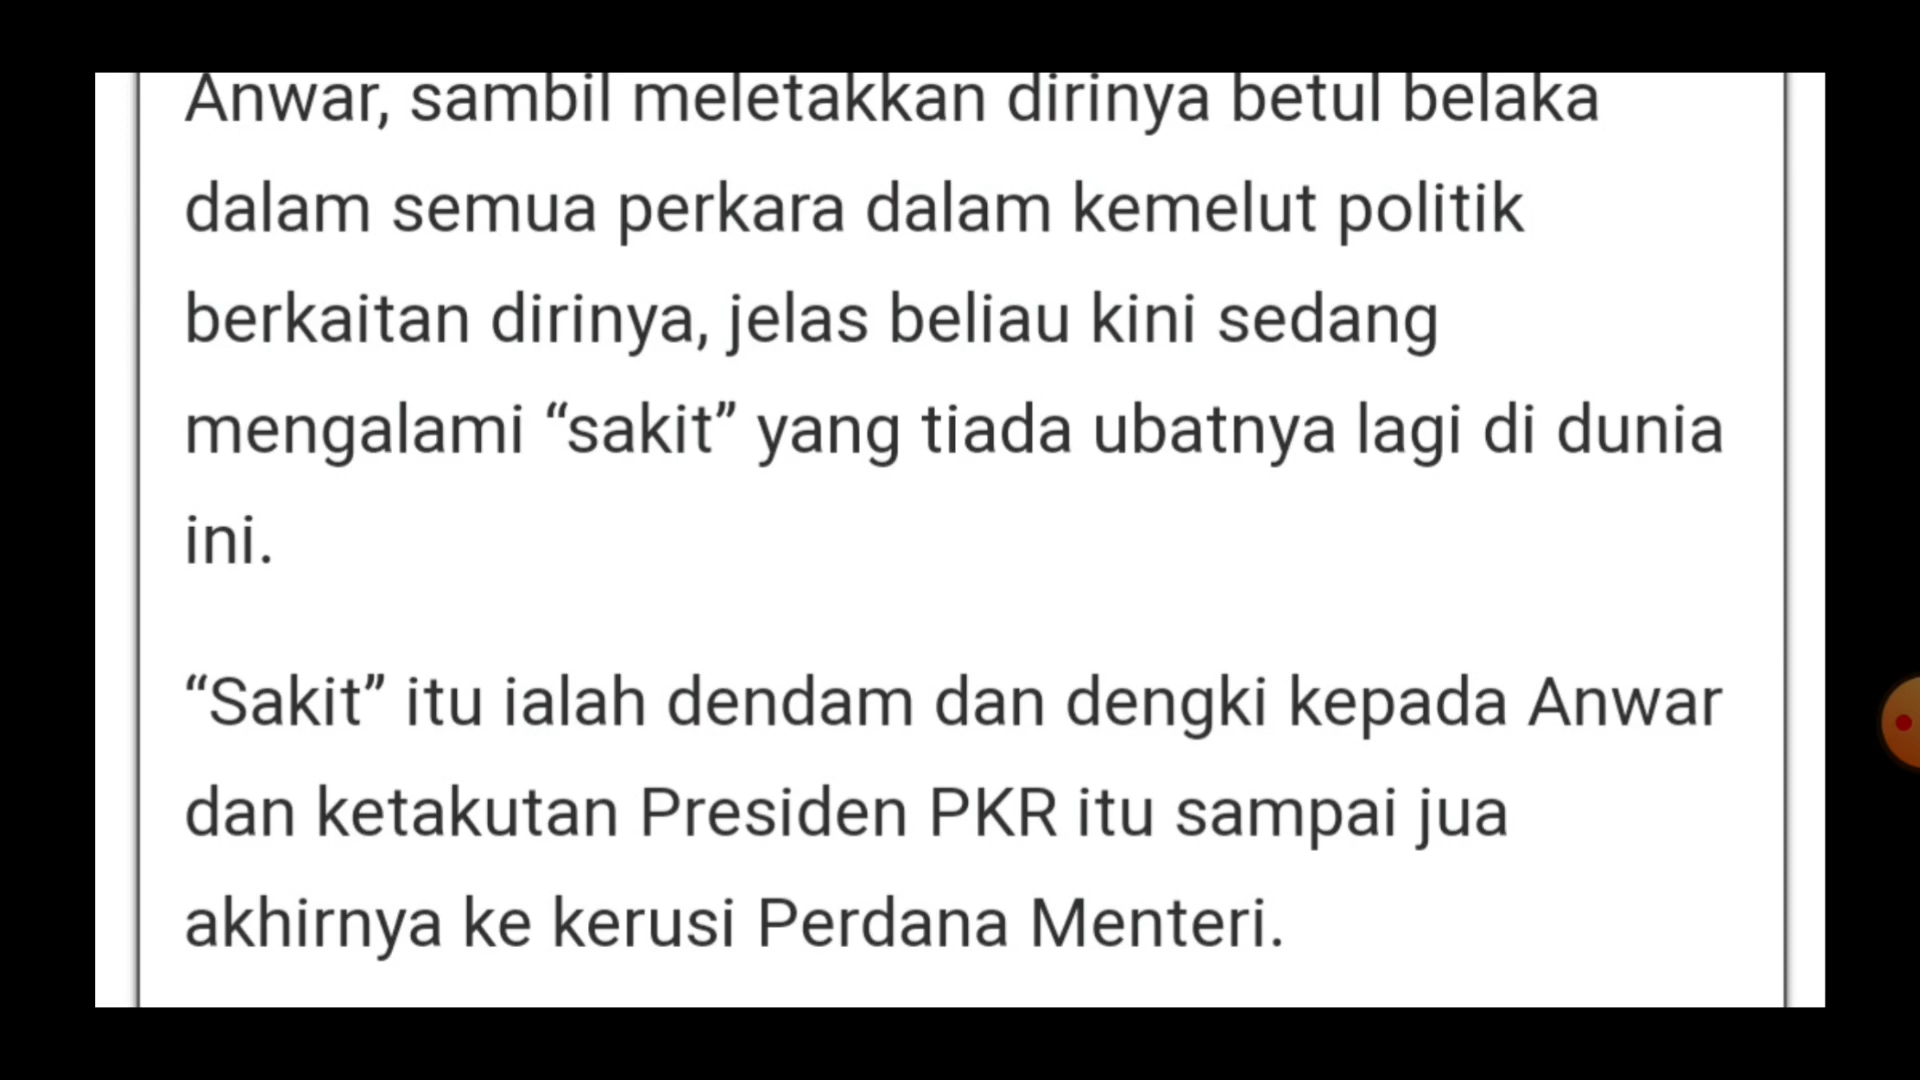 Anwar, sambil meletakkan dirinya betul belaka
dalam semua perkara dalam kemelut politik
berkaitan dirinya, jelas beliau kini sedang
mengalami “sakit” yang tiada ubatnya lagi di dunia
ini.
“Sakit” itu ialah dendam dan dengki kepada Anwar
dan ketakutan Presiden PKR itu sampai jua
akhirnya ke kerusi Perdana Menteri.